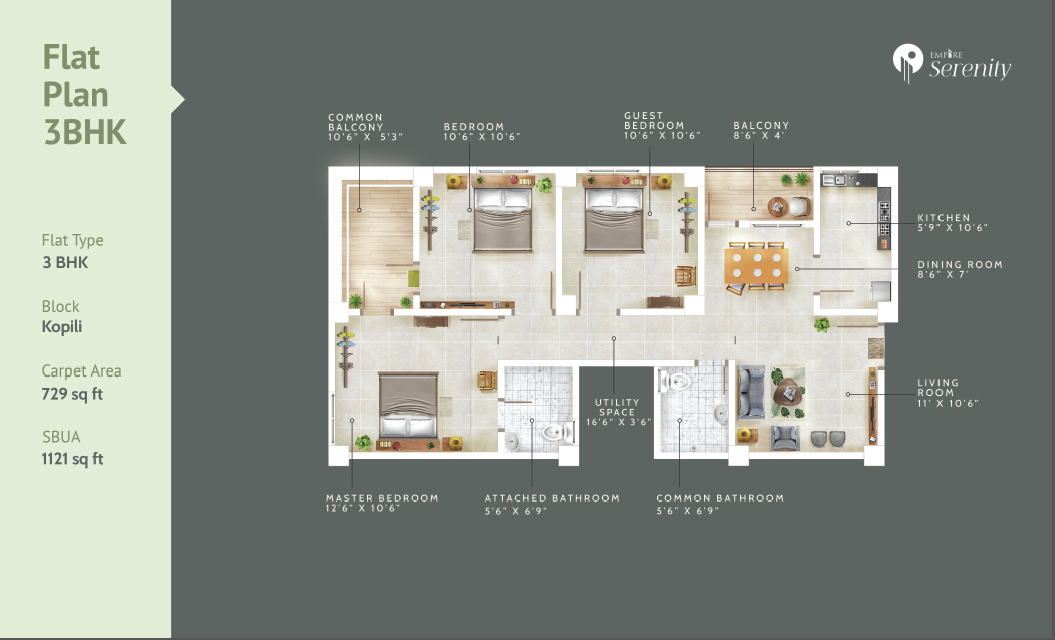 Flat
Plan
3BHK
Flat Type
3 BHK
Block
Kopili
Carpet Area
729 sq ft
SBUA
1121 sq ft
EMPIRE
Serenity
COMMON
BALCONY
10'6" X 5'3"
BEDROOM
10'6" X 10'6"
GUEST
BEDROOM
10'6" X 10'6"
BALCONY
8'6" X 4'
KITCHEN
5'9" X 10'6"
DINING ROOM
8'6" X 7'
LIVING
ROOM
11' X 10'6"
UTILITY
SPACE
16'6" X 3'6"
MASTER BEDROOM
12'6" X 10'6"
ATTACHED BATHROOM
5'6" X 6'9"
COMMON BATHROOM
5'6" X 6'9"